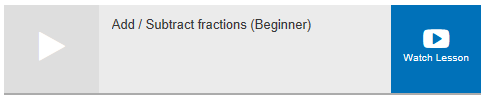 Add / Subtract fractions (Beginner)
Watch Lesson